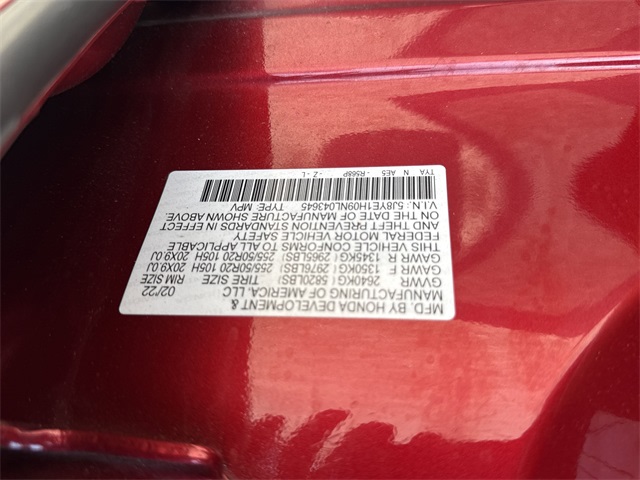 MFD. BY HONDA DEVELOPMENT &
MANUFACTURING OF AMERICA, LLC. 02/'22
GVWR 2640KG (5820LBS) TIRE SIZE RIM SIZE
GAWR F 1350KG (2976LBS) 255/50R20 105H 20X9.0J
GAWR R 1345KG (2965LBS) 255/50R20 105H 20X9.0J
THIS VEHICLE CONFORMS TO ALL APPLICABLE
FEDERAL MOTOR VEHICLE SAFETY
AND THEFT PREVENTION STANDARDS IN EFFECT
ON THE DATE OF MANUFACTURE SHOWN ABOVE.
V.I.N.: 5J8YE1H09NL043645 TYPE: MPV
TYA N AE5 -R568P -Z-L